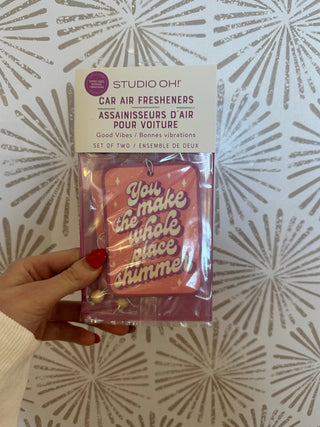 STUDIO OH!®
CAR AIR FRESHENERS
ASSAINISSEURS D'AIR
POUR VOITURE
Good Vibes / Bonnes vibrations
SET OF TWO / ENSEMBLE DE DEUX
You
make
the
whole
place
shimmer